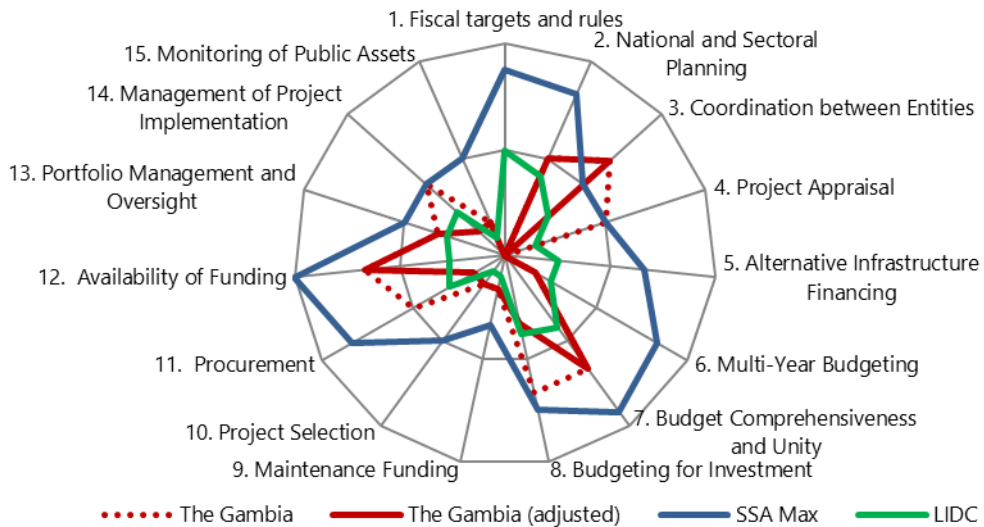 1. Fiscal targets and rules
2. National and Sectoral
Planning
3. Coordination between Entities
4. Project Appraisal
5. Alternative Infrastructure
Financing
6. Multi-Year Budgeting
7. Budget Comprehensiveness
and Unity
8. Budgeting for Investment
9. Maintenance Funding
10. Project Selection
11. Procurement
12. Availability of Funding
13. Portfolio Management and
Oversight
14. Management of Project
Implementation
15. Monitoring of Public Assets
The Gambia
The Gambia (adjusted)
SSA Max
LIDC